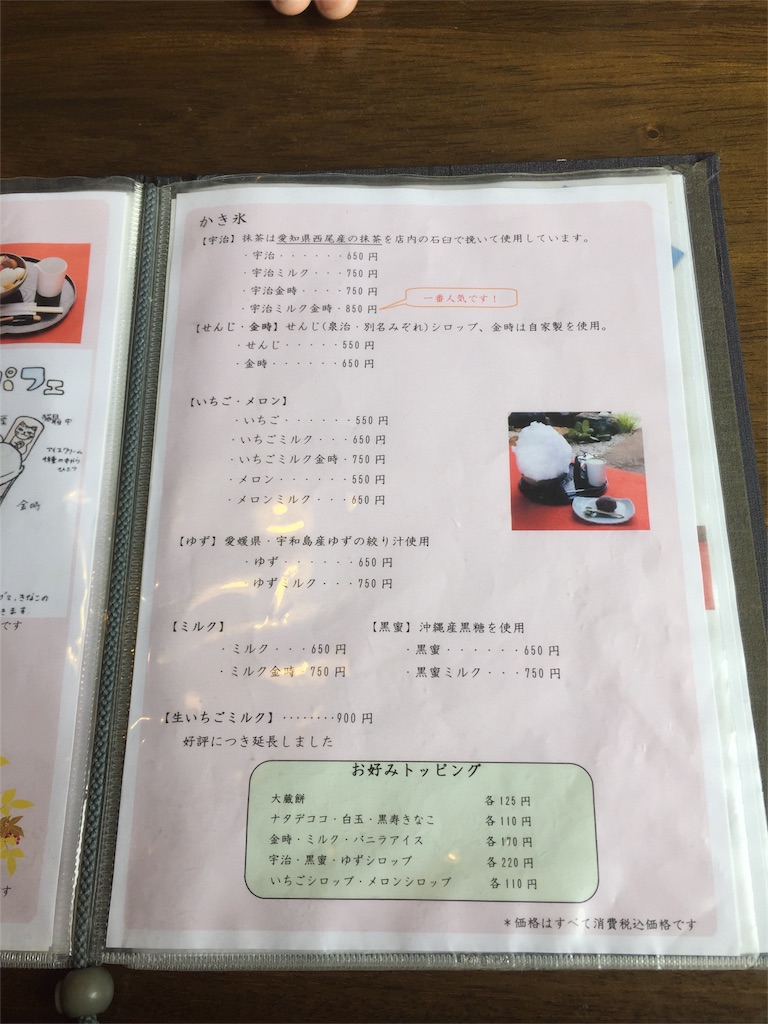 かき氷
【宇治】抹茶は愛知県西尾産の抹茶を店内の石臼で挽いて使用しています。
・宇治・・・・・・650円
・宇治ミルク・・・750円
・宇治金時・・・・750円
・宇治ミルク金時・850円
一番人気です！
【せんじ・金時】せんじ(泉治・別名みぞれ)シロップ、金時は自家製を使用。
・せんじ・・・・・550円
・金時・・・・・・650円
【いちご・メロン】
・いちご・・・・・・550円
・いちごミルク・・・650円
・いちごミルク金時・750円
・メロン・・・・・・550円
・メロンミルク・・・650円
【ゆず】愛媛県・宇和島産ゆずの絞り汁使用
・ゆず・・・・・・650円
・ゆずミルク・・・750円
【ミルク】
・ミルク・・・650円
・ミルク金時・750円
【黒蜜】沖縄産黒糖を使用
・黒蜜・・・・・・650円
・黒蜜ミルク・・・750円
【生いちごミルク】・・・・・・・・900円
好評につき延長しました
お好みトッピング
大蔵餅 各125円
ナタデココ・白玉・黒寿きなこ 各110円
金時・ミルク・バニラアイス 各170円
宇治・黒蜜・ゆずシロップ 各220円
いちごシロップ・メロンシロップ 各110円
＊価格はすべて消費税込価格です
パフェ
アイスクリーム
金時
きなこの
きます
です